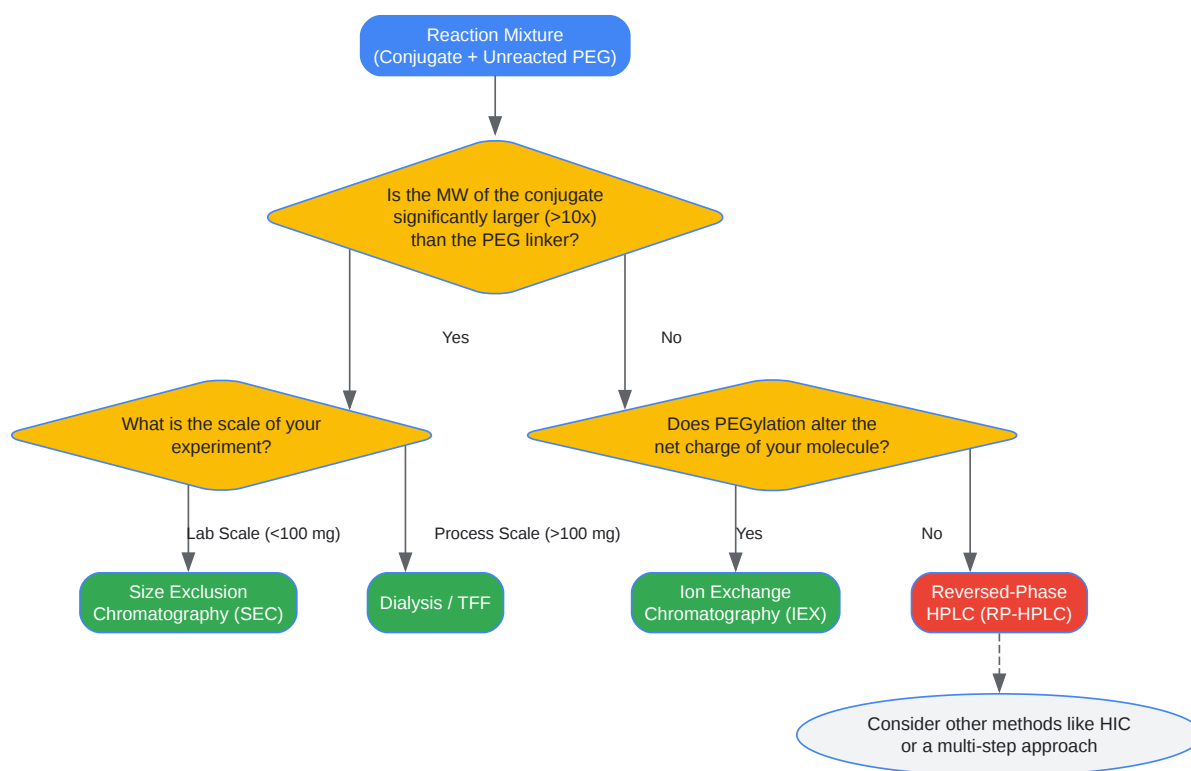 Reaction Mixture
(Conjugate + Unreacted PEG)
Is the MW of the conjugate
significantly larger (>10x)
than the PEG linker?
Yes
No
What is the scale of your
experiment?
Does PEGylation alter the
net charge of your molecule?
Lab Scale (<100 mg)
Process Scale (>100 mg)
Yes
No
Size Exclusion
Chromatography (SEC)
Dialysis / TFF
Ion Exchange
Chromatography (IEX)
Reversed-Phase
HPLC (RP-HPLC)
Consider other methods like HIC
or a multi-step approach